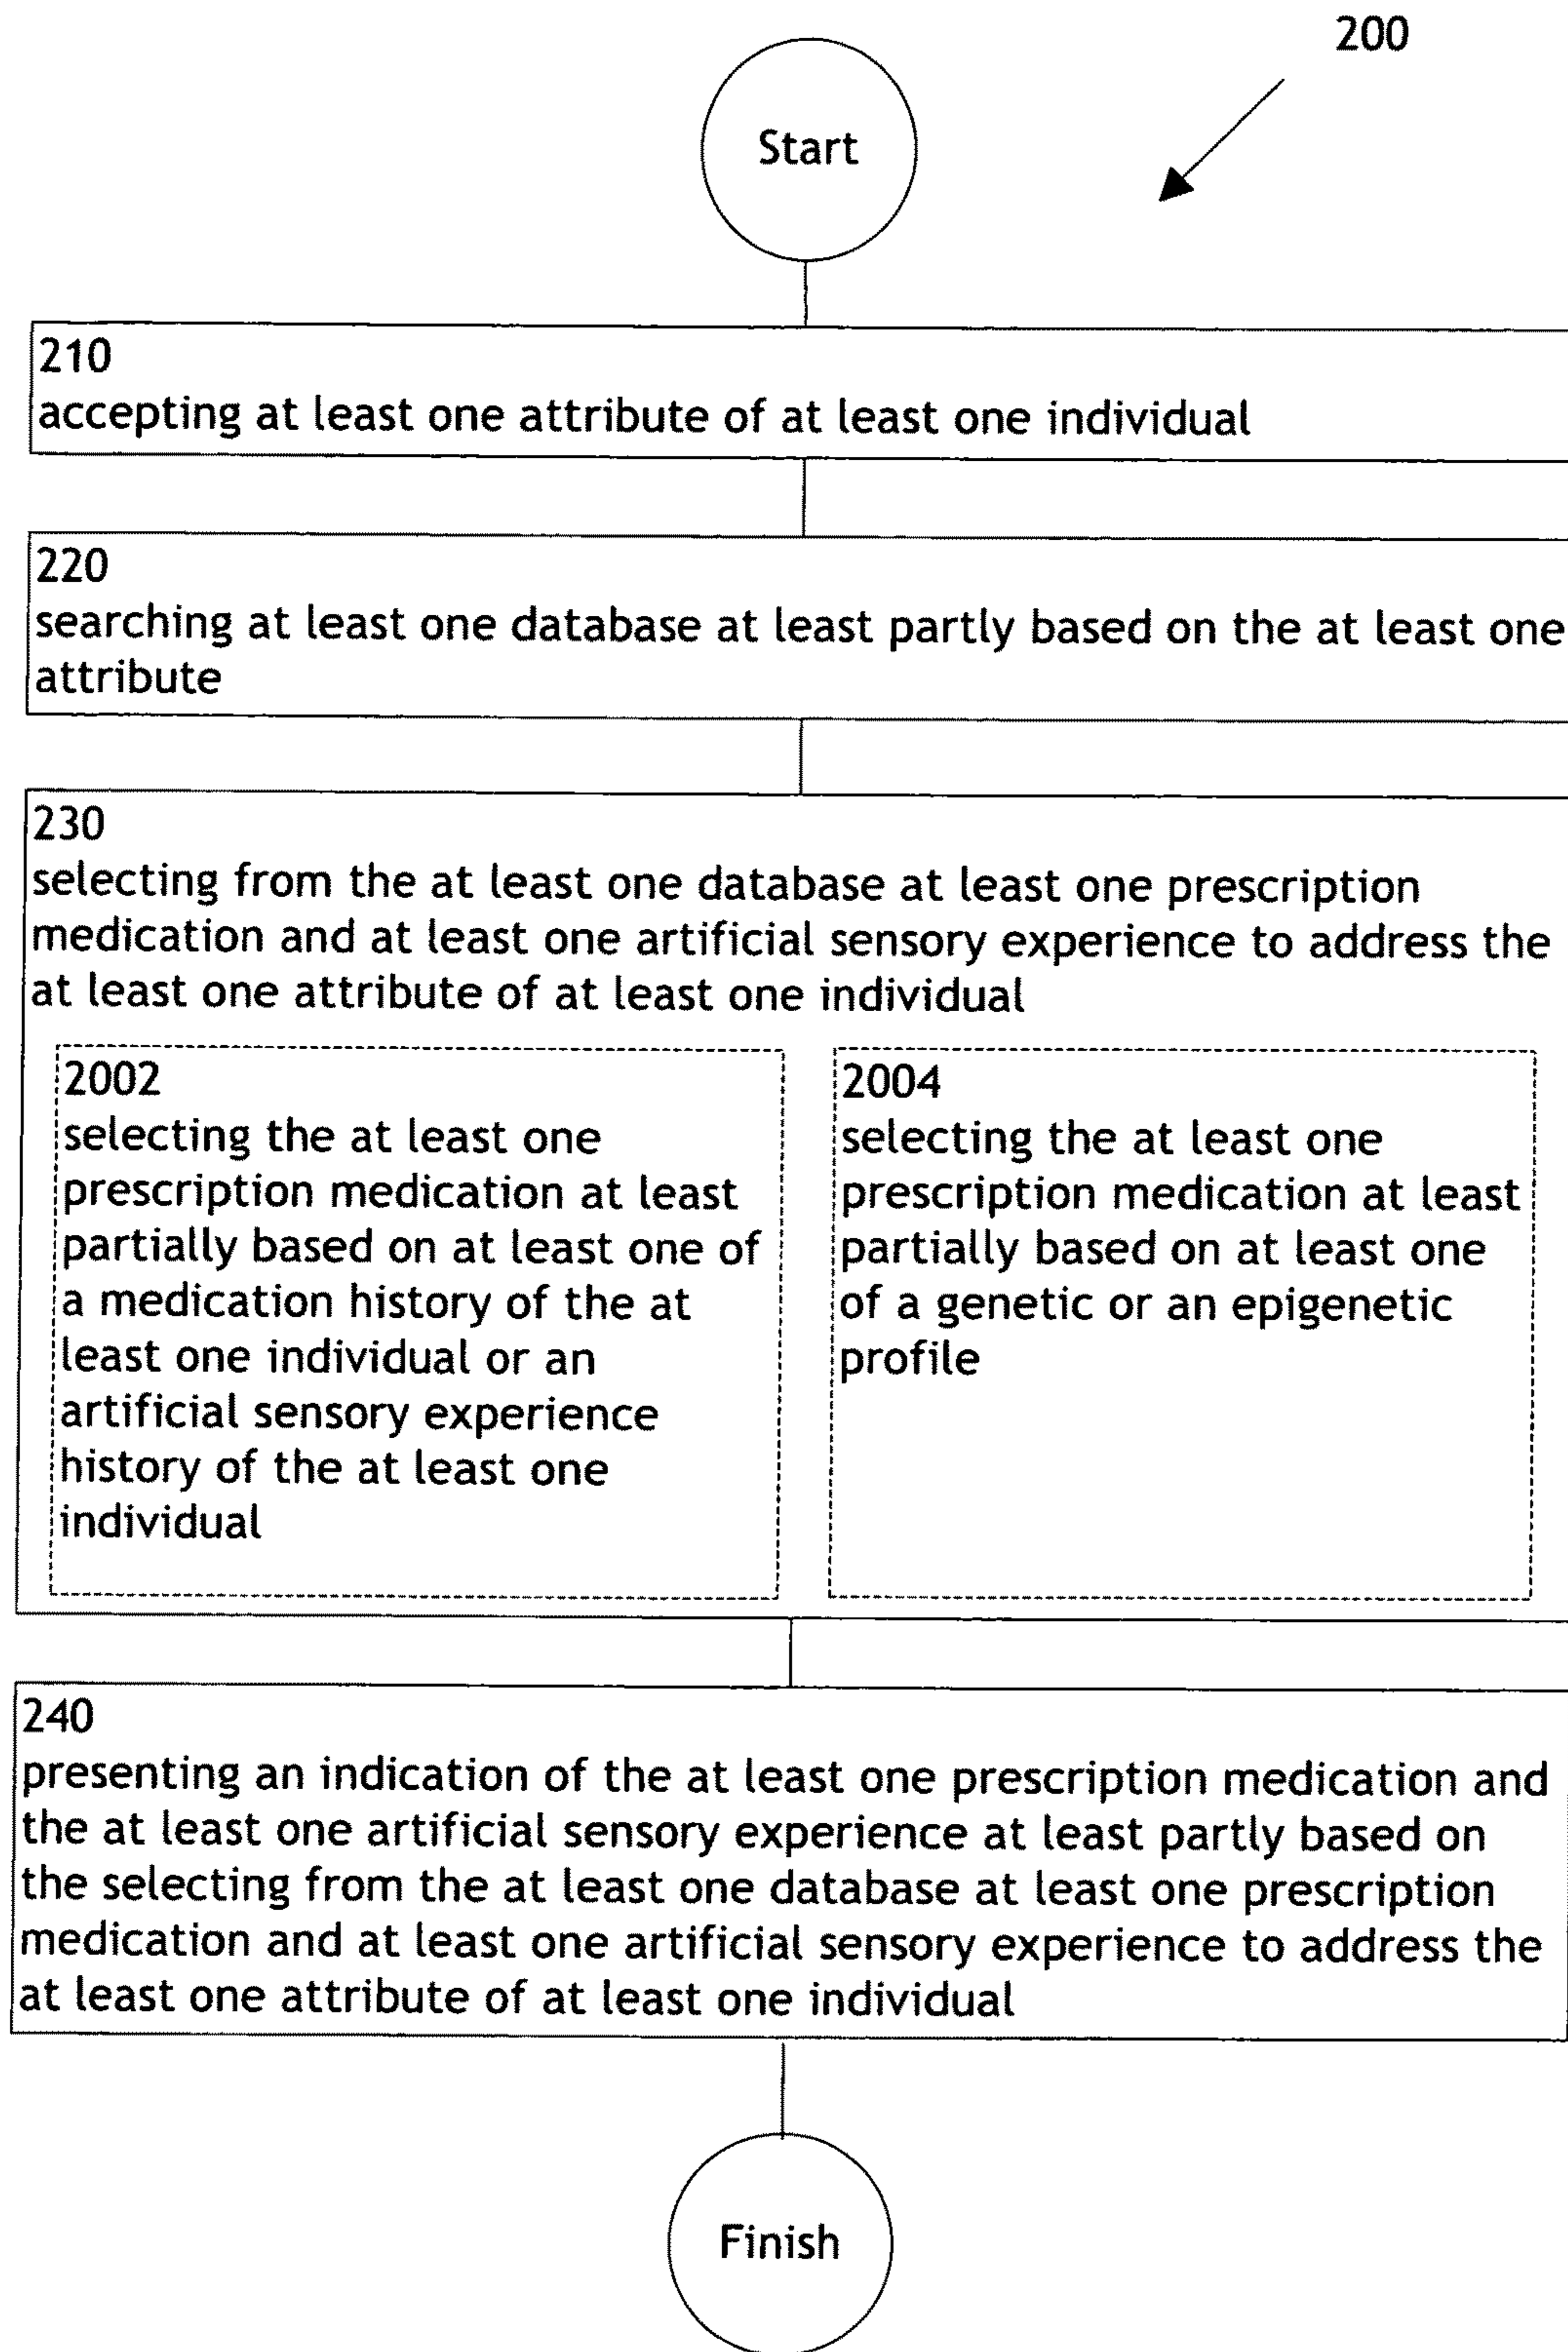 200
Start
210
accepting at least one attribute of at least one individual
220
searching at least one database at least partly based on the at least one
attribute
230
selecting from the at least one database at least one prescription
medication and at least one artificial sensory experience to address the
at least one attribute of at least one individual
2002
selecting the at least one
prescription medication at least
partially based on at least one of
a medication history of the at
least one individual or an
artificial sensory experience
history of the at least one
individual
2004
selecting the at least one
prescription medication at least
partially based on at least one
of a genetic or an epigenetic
profile
240
presenting an indication of the at least one prescription medication and
the at least one artificial sensory experience at least partly based on
the selecting from the at least one database at least one prescription
medication and at least one artificial sensory experience to address the
at least one attribute of at least one individual
Finish